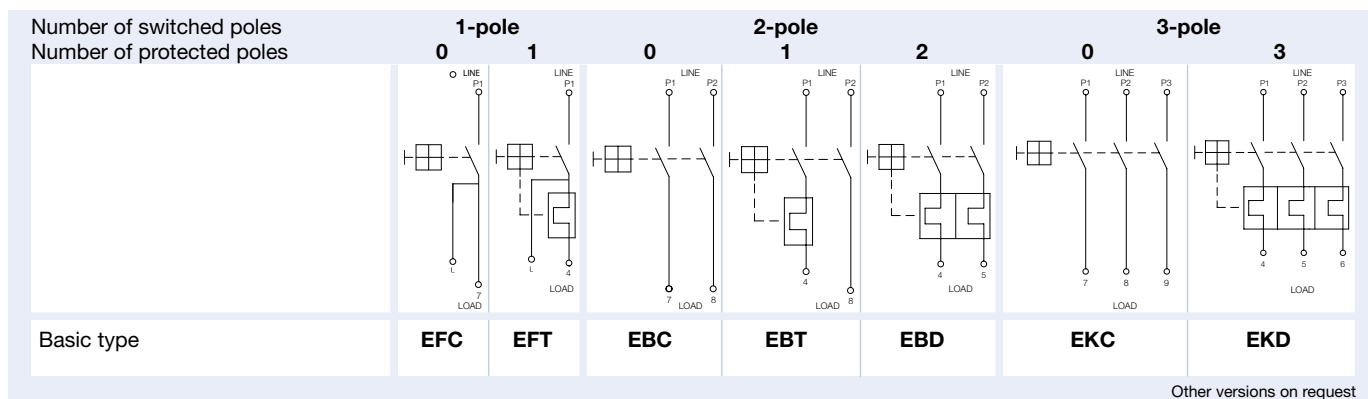 Number of switched poles 1-pole 2-pole 3-pole
Number of protected poles 0 1 0 1 2 0 3
LINE LINE LINE LINE LINE LINE LINE
P1 P1 P1 P2 P1 P2 P1 P2 P1 P2 P3 P1 P2 P3
L L 4 4 4 5 7 8 9 4 5 6
7 LOAD 7 LOAD 8 8 LOAD LOAD LOAD
LOAD
Basic type EFC EFT EBC EBT EBD EKC EKD
Other versions on request